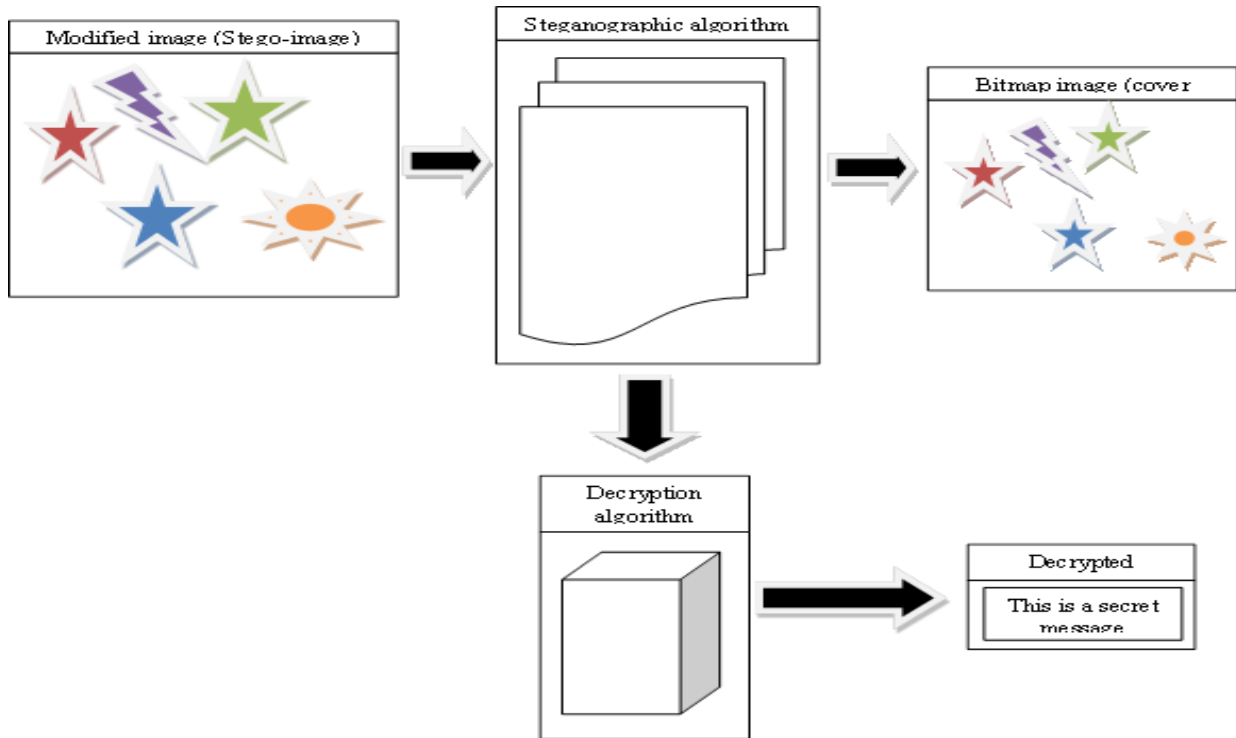 Modified image (Stego-image)
Steganographic algorithm
Bitmap image (cover
Decryption
algorithm
Decrypted
This is a secret
message